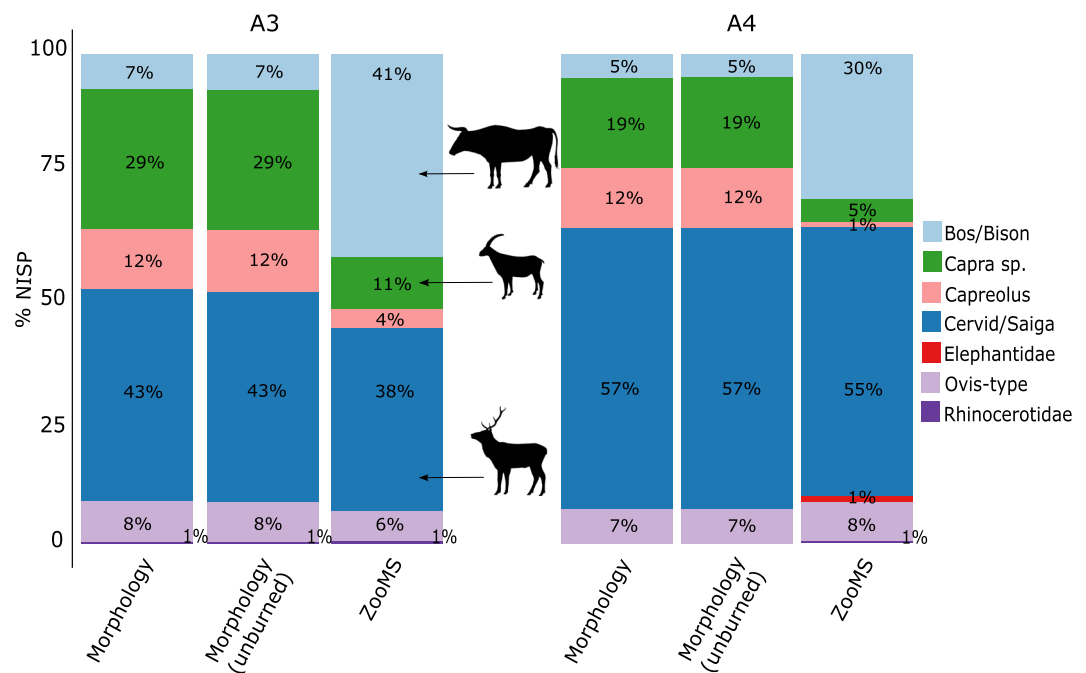 A3
A4
% NISP
100
75
50
25
0
7%
29%
12%
43%
8%
1%
7%
29%
12%
43%
8%
1%
41%
11%
4%
38%
6%
1%
5%
19%
12%
57%
7%
5%
19%
12%
57%
7%
30%
5%
1%
55%
1%
8%
1%
Morphology
Morphology
(unburned)
ZooMS
Morphology
Morphology
(unburned)
ZooMS
Bos/Bison
Capra sp.
Capreolus
Cervid/Saiga
Elephantidae
Ovis-type
Rhinocerotidae